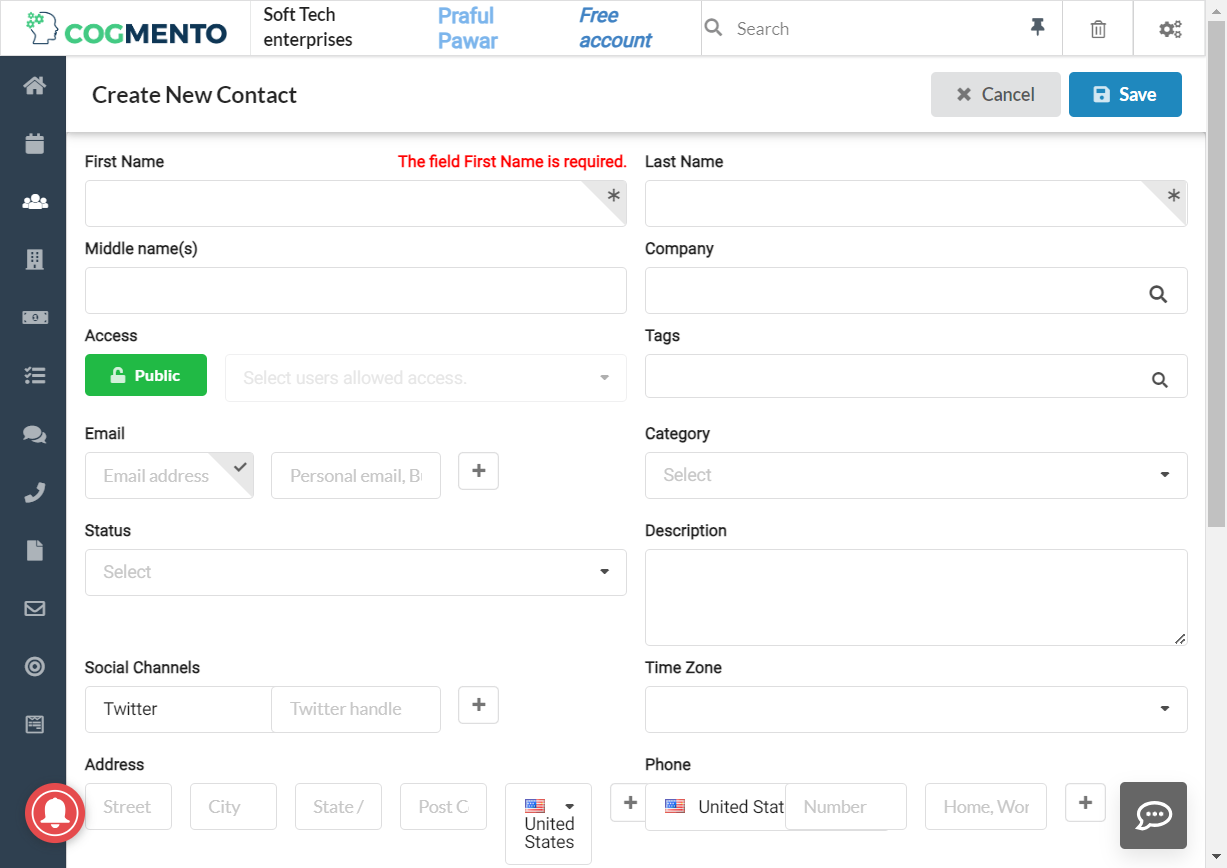 COGMENTO
Soft Tech enterprises
Praful Pawar
Free account
Search
Create New Contact
Cancel
Save
First Name
The field First Name is required.
Last Name
Middle name(s)
Company
Access
Tags
Public
Select users allowed access.
Email
Category
Email address
Personal email, B
Select
Status
Description
Select
Social Channels
Time Zone
Twitter
Twitter handle
Address
Phone
Street
City
State /
Post C
United States
United Stat
Number
Home, Wor